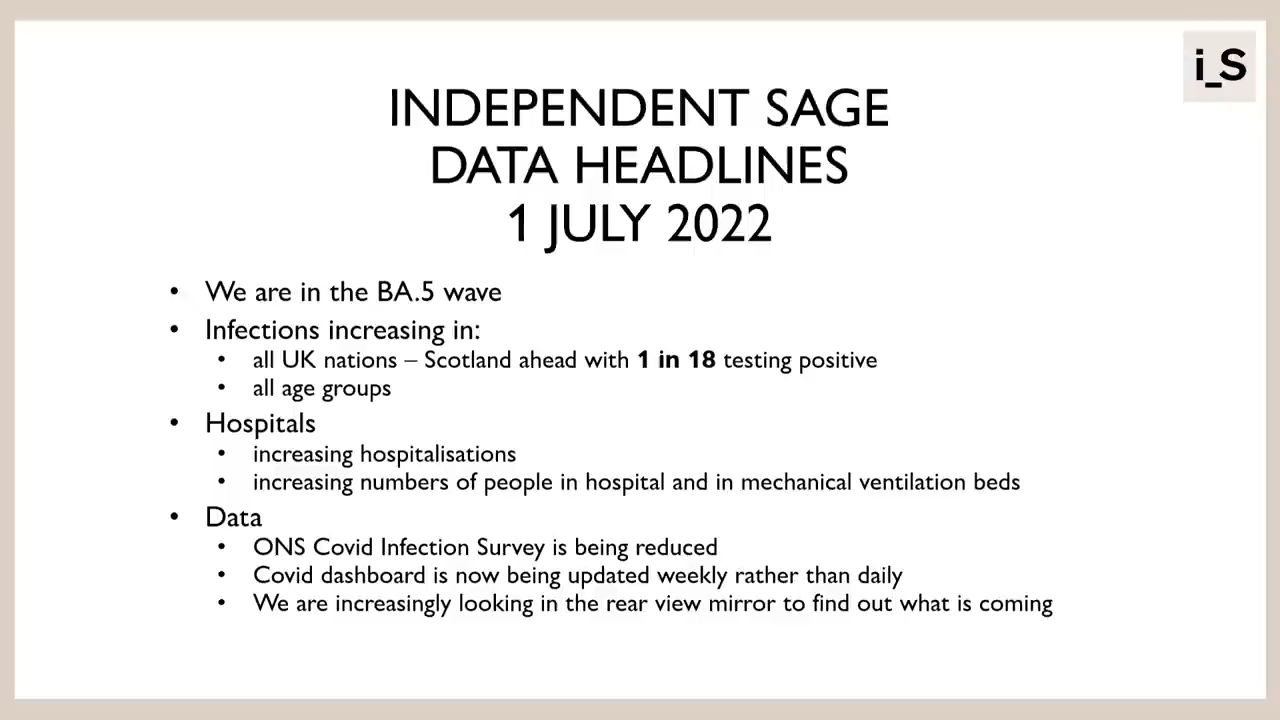 i_S
INDEPENDENT SAGE
DATA HEADLINES
1 JULY 2022
• We are in the BA.5 wave
• Infections increasing in:
• all UK nations – Scotland ahead with 1 in 18 testing positive
• all age groups
• Hospitals
• increasing hospitalisations
• increasing numbers of people in hospital and in mechanical ventilation beds
• Data
• ONS Covid Infection Survey is being reduced
• Covid dashboard is now being updated weekly rather than daily
• We are increasingly looking in the rear view mirror to find out what is coming